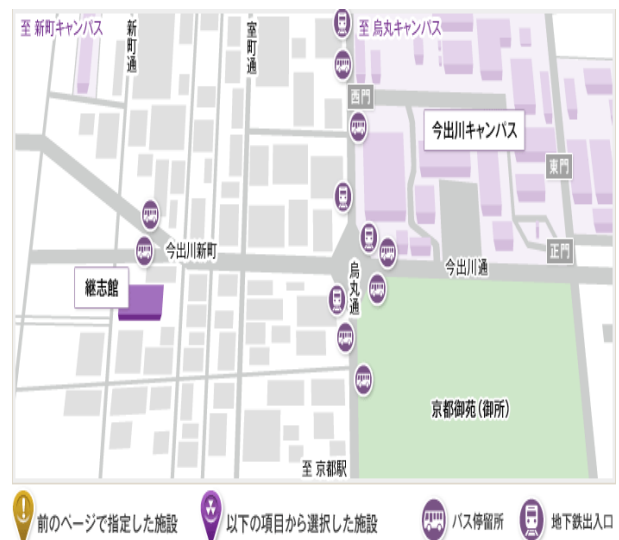 至 新町キャンパス
新町通
室町通
至 烏丸キャンパス
西門
今出川キャンパス
東門
正門
今出川新町
今出川通
烏丸通
継志館
京都御苑(御所)
至 京都駅
前のページで指定した施設
以下の項目から選択した施設
バス停留所
地下鉄出入口